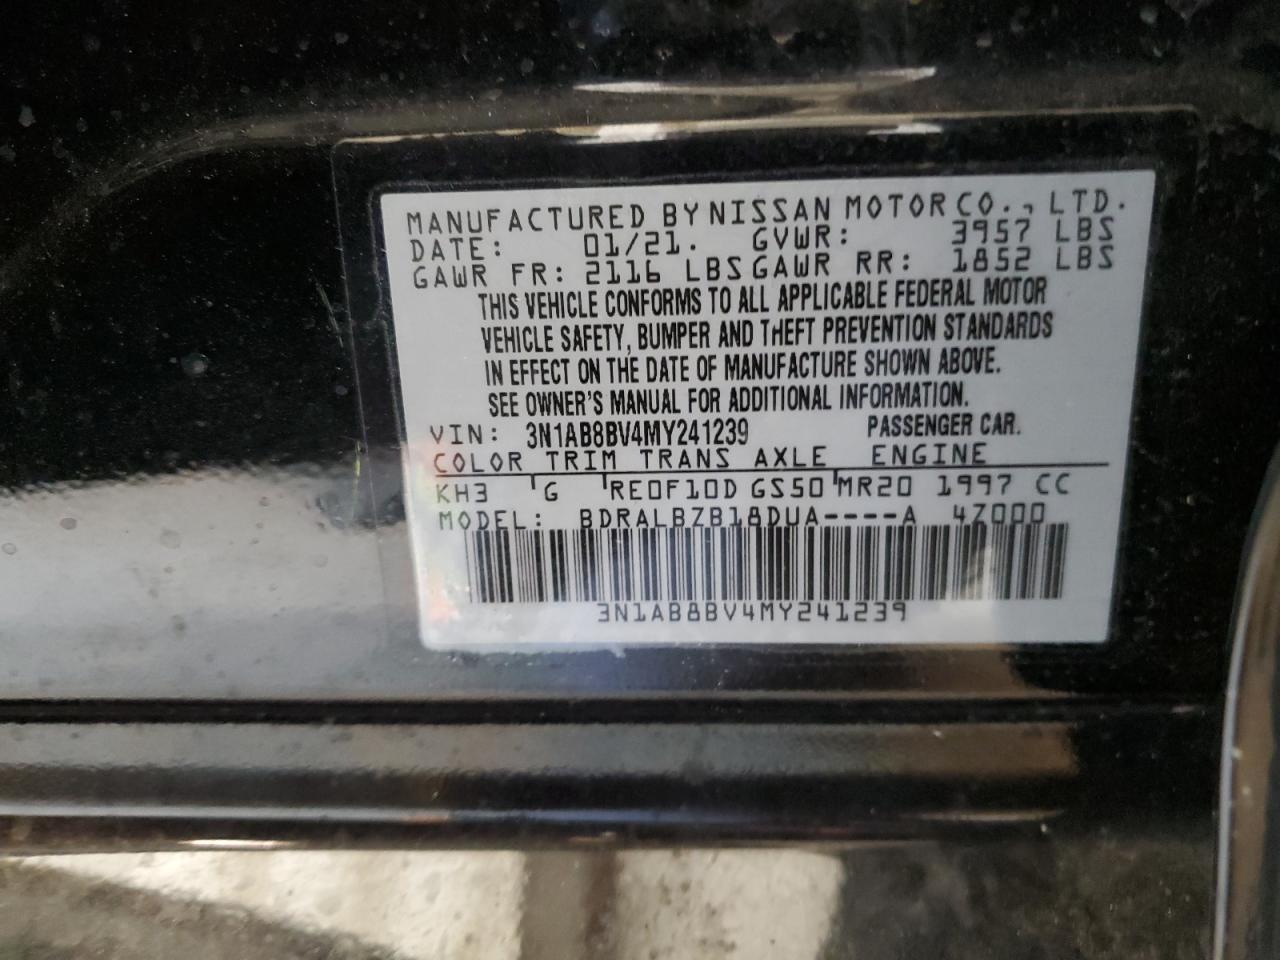 MANUFACTURED BY NISSAN MOTOR CO., LTD.
DATE: 01/21. GVWR: 3957 LBS
GAWR FR: 2116 LBS GAWR RR: 1852 LBS
THIS VEHICLE CONFORMS TO ALL APPLICABLE FEDERAL MOTOR
VEHICLE SAFETY, BUMPER AND THEFT PREVENTION STANDARDS
IN EFFECT ON THE DATE OF MANUFACTURE SHOWN ABOVE.
SEE OWNER'S MANUAL FOR ADDITIONAL INFORMATION.
VIN: 3N1AB8BV4MY241239 PASSENGER CAR.
COLOR TRIM TRANS AXLE ENGINE
KH3 G RE0F10D GS50 MR20 1997 CC
MODEL: BDRALBZB18DUA----A 4Z000
3N1AB8BV4MY241239